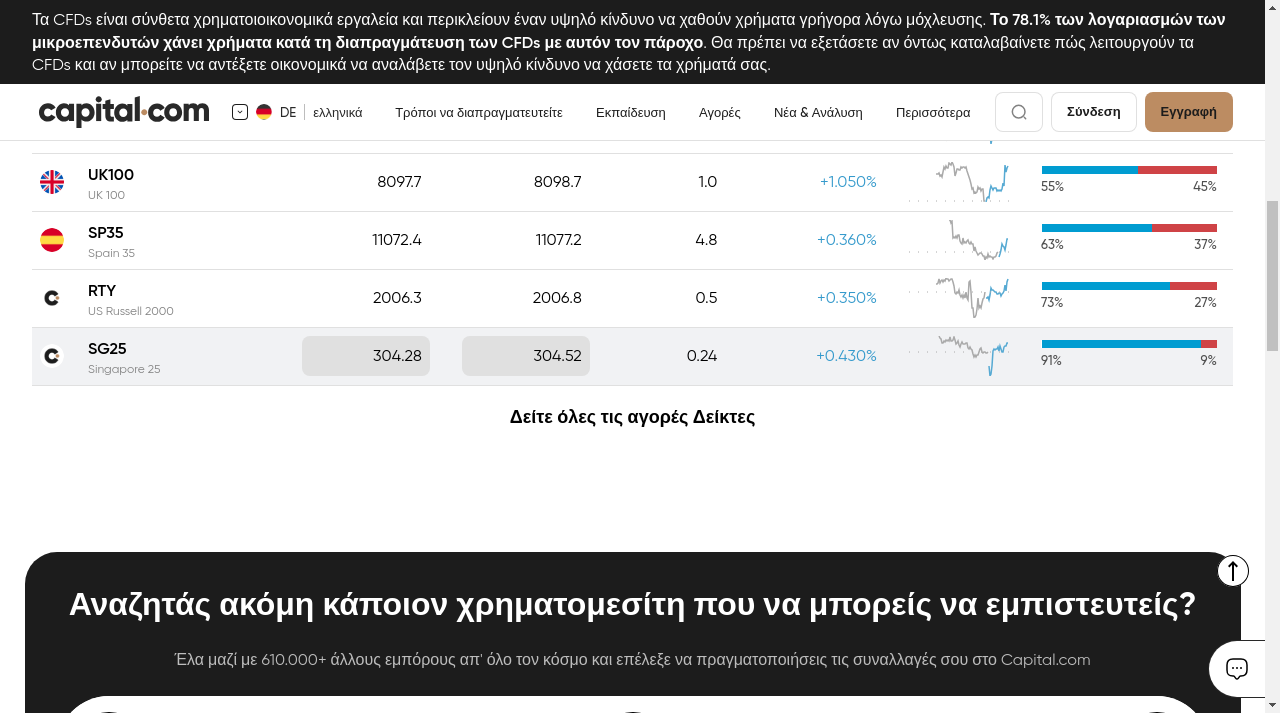 Τα CFDs είναι σύνθετα χρηματοιοικονομικά εργαλεία και περικλείουν έναν υψηλό κίνδυνο να χαθούν χρήματα γρήγορα λόγω μόχλευσης. Το 78.1% των λογαριασμών των
μικροεπενδυτών χάνει χρήματα κατά τη διαπραγμάτευση των CFDs με αυτόν τον πάροχο. Θα πρέπει να εξετάσετε αν όντως καταλαβαίνετε πώς λειτουργούν τα
CFDs και αν μπορείτε να αντέξετε οικονομικά να αναλάβετε τον υψηλό κίνδυνο να χάσετε τα χρήματά σας.
capital.com DE ελληνικά Τρόποι να διαπραγματευτείτε Εκπαίδευση Αγορές Νέα & Ανάλυση Περισσότερα Σύνδεση Εγγραφή
UK100 8097.7 8098.7 1.0 +1.050%
UK 100 55% 45%
SP35 11072.4 11077.2 4.8 +0.360%
Spain 35 63% 37%
RTY 2006.3 2006.8 0.5 +0.350%
US Russell 2000 73% 27%
SG25 304.28 304.52 0.24 +0.430%
Singapore 25 91% 9%
Δείτε όλες τις αγορές Δείκτες
Αναζητάς ακόμη κάποιον χρηματομεσίτη που να μπορείς να εμπιστευτείς?
Έλα μαζί με 610.000+ άλλους εμπόρους απ' όλο τον κόσμο και επέλεξε να πραγματοποιήσεις τις συναλλαγές σου στο Capital.com